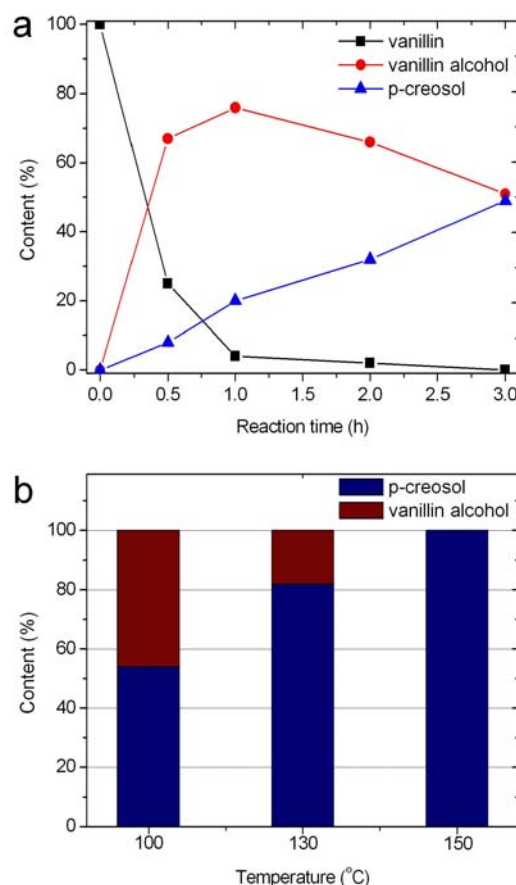 a
vanillin
vanillin alcohol
p-creosol
100
80
60
40
20
0
Content (%)
0.0 0.5 1.0 1.5 2.0 2.5 3.0
Reaction time (h)
b
p-creosol
vanillin alcohol
100
80
60
40
20
0
Content (%)
100 130 150
Temperature (°C)